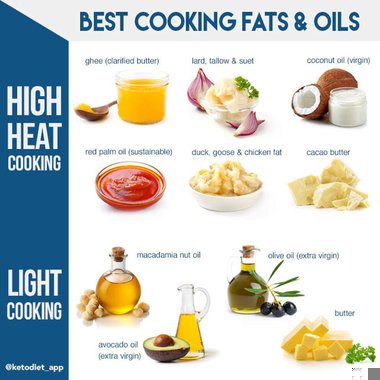 BEST COOKING FATS & OILS
HIGH
HEAT
COOKING
ghee (clarified butter)
lard, tallow & suet
coconut oil (virgin)
red palm oil (sustainable)
duck, goose & chicken fat
cacao butter
LIGHT
COOKING
macadamia nut oil
olive oil (extra virgin)
avocado oil
(extra virgin)
butter
@ketodiet_app